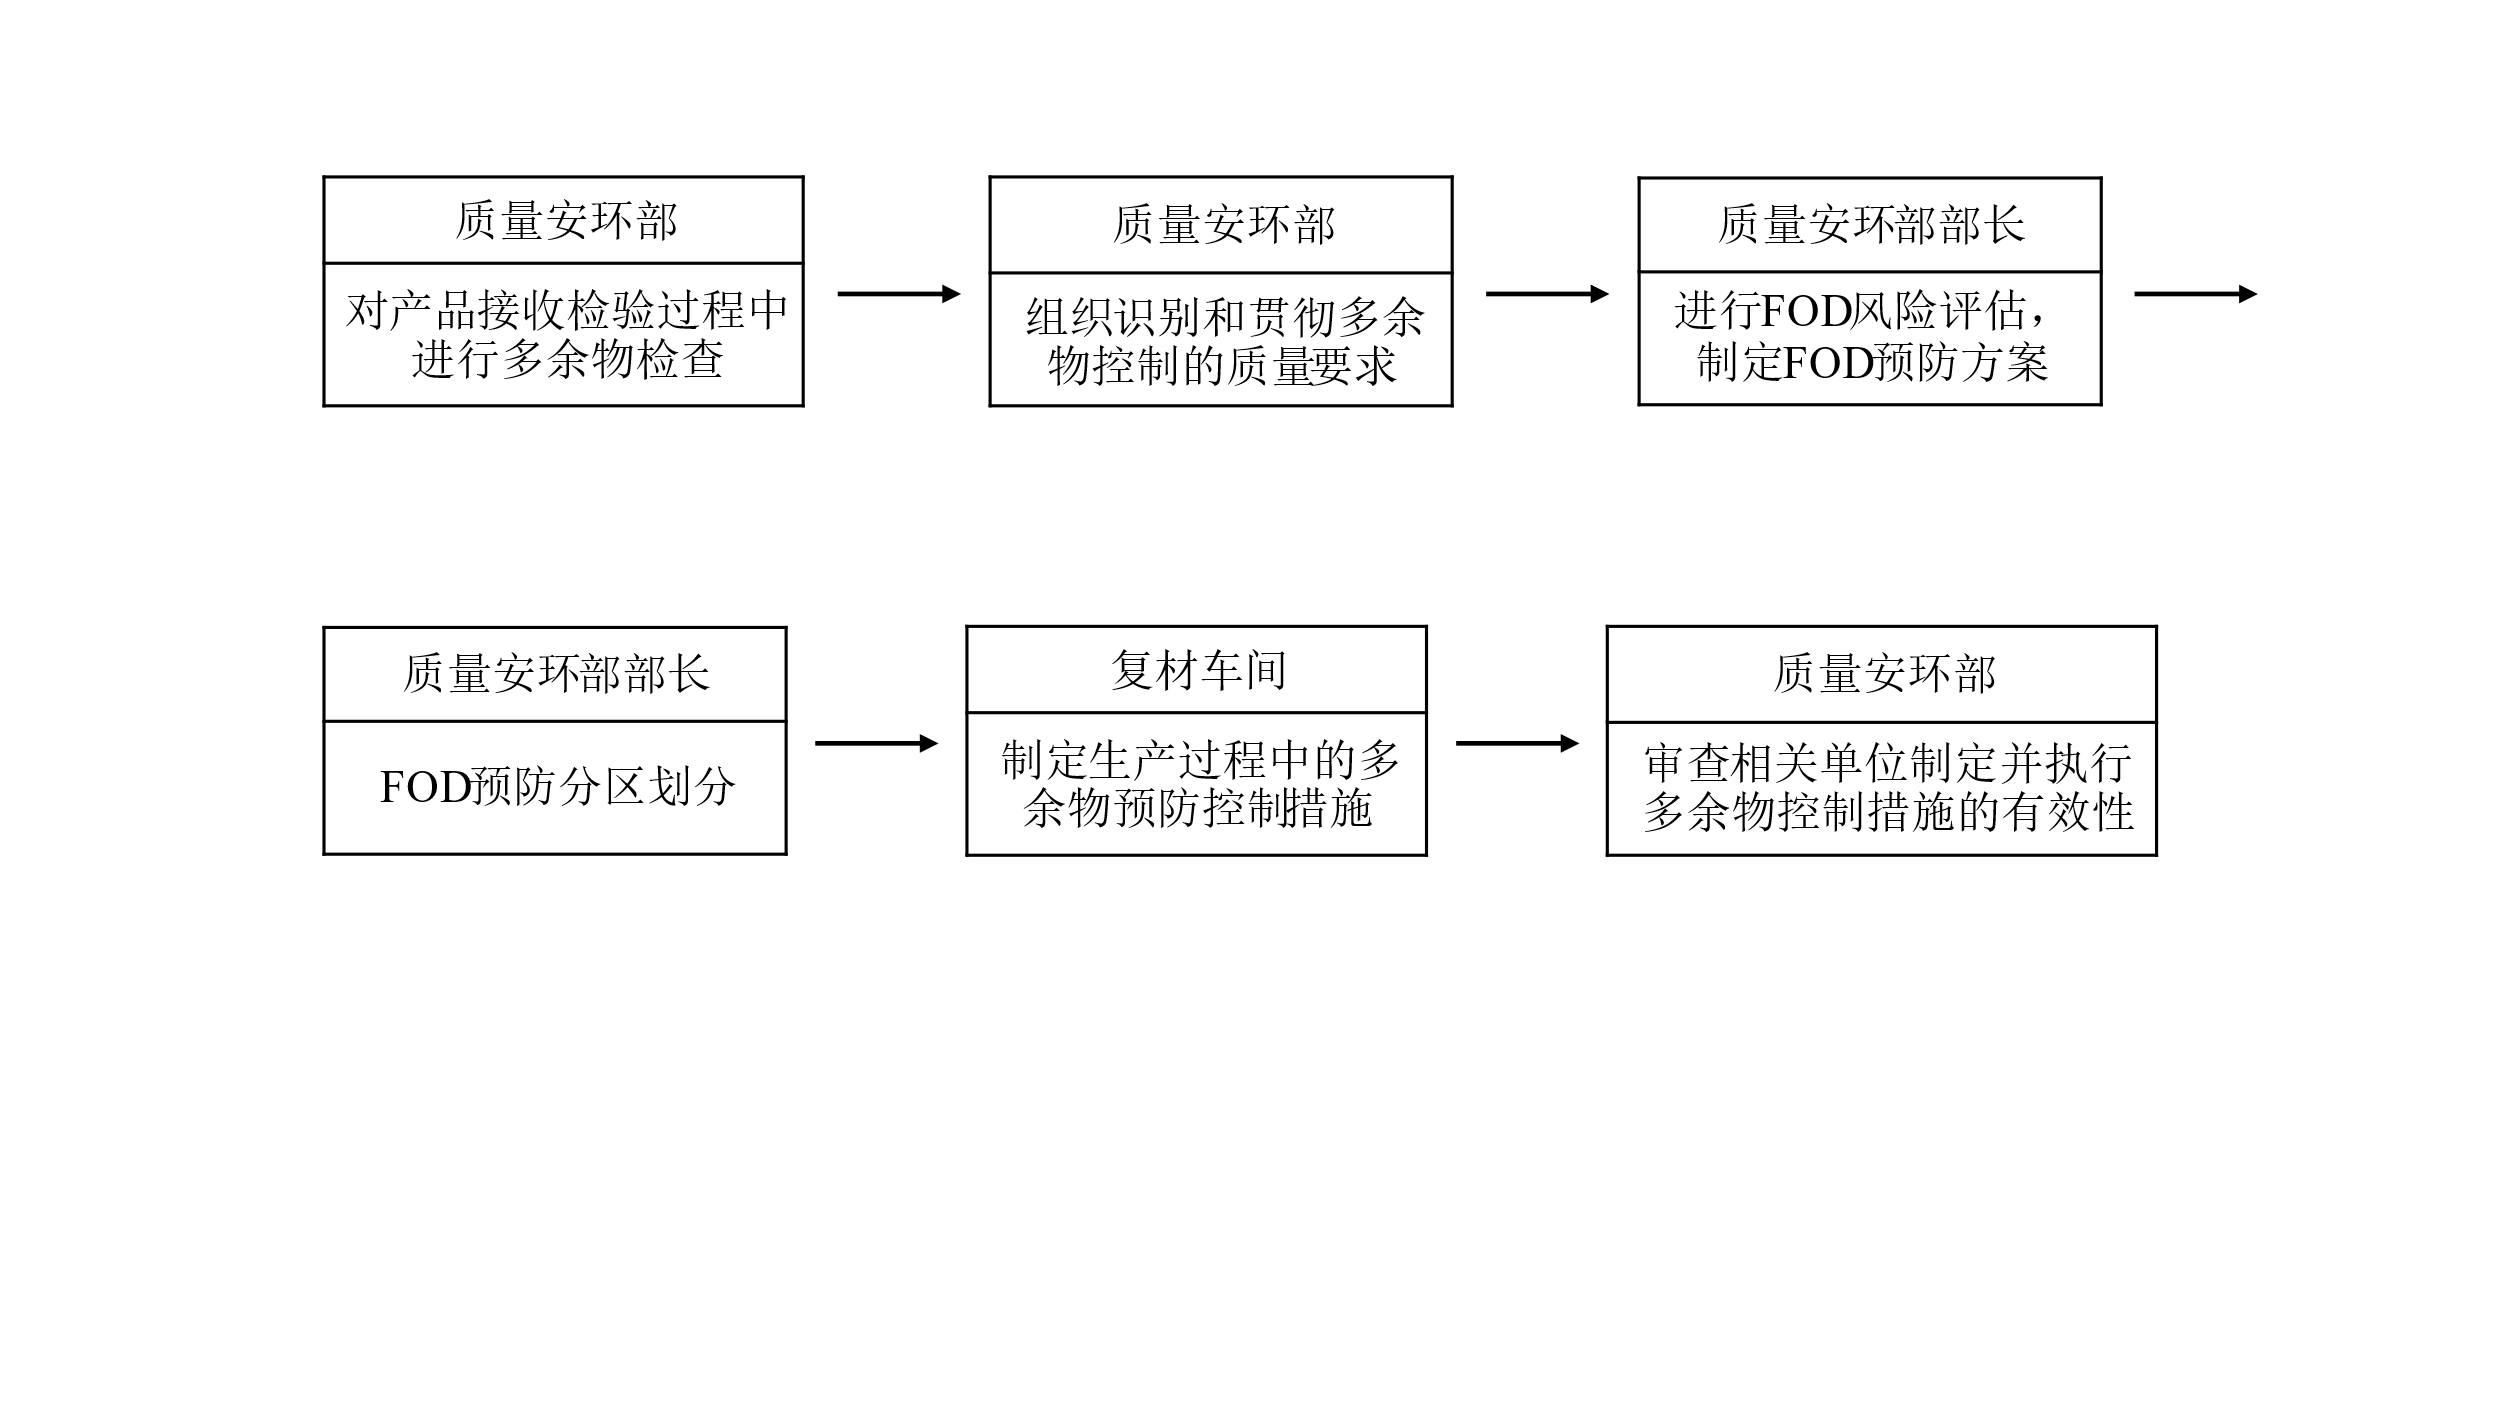 质量安环部
对产品接收检验过程中
进行多余物检查
质量安环部
组织识别和贯彻多余
物控制的质量要求
质量安环部部长
进行FOD风险评估，
制定FOD预防方案
质量安环部部长
FOD预防分区划分
复材车间
制定生产过程中的多
余物预防控制措施
质量安环部
审查相关单位制定并执行
多余物控制措施的有效性